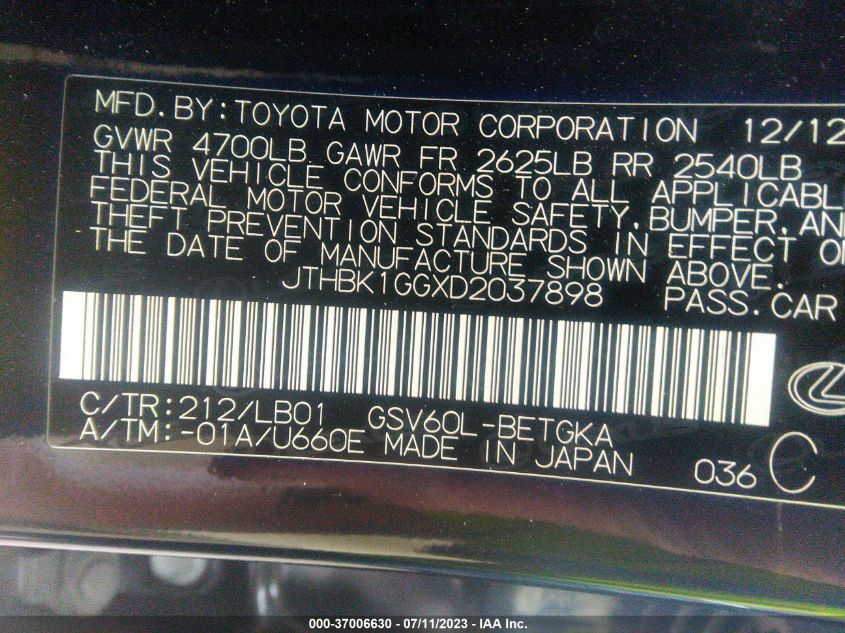 MFD. BY: TOYOTA MOTOR CORPORATION 12/12
GVWR 4700LB GAWR FR 2625LB RR 2540LB
THIS VEHICLE CONFORMS TO ALL APPLICABL
FEDERAL MOTOR VEHICLE SAFETY, BUMPER, AN
THEFT PREVENTION STANDARDS IN EFFECT O
THE DATE OF MANUFACTURE SHOWN ABOVE.
JTHBK1GGXD2037898 PASS. CAR
C/TR: 212/LB01 GSV60L-BETGKA
A/TM: -01A/U660E MADE IN JAPAN 036 C
000-37006630 - 07/11/2023 - IAA Inc.